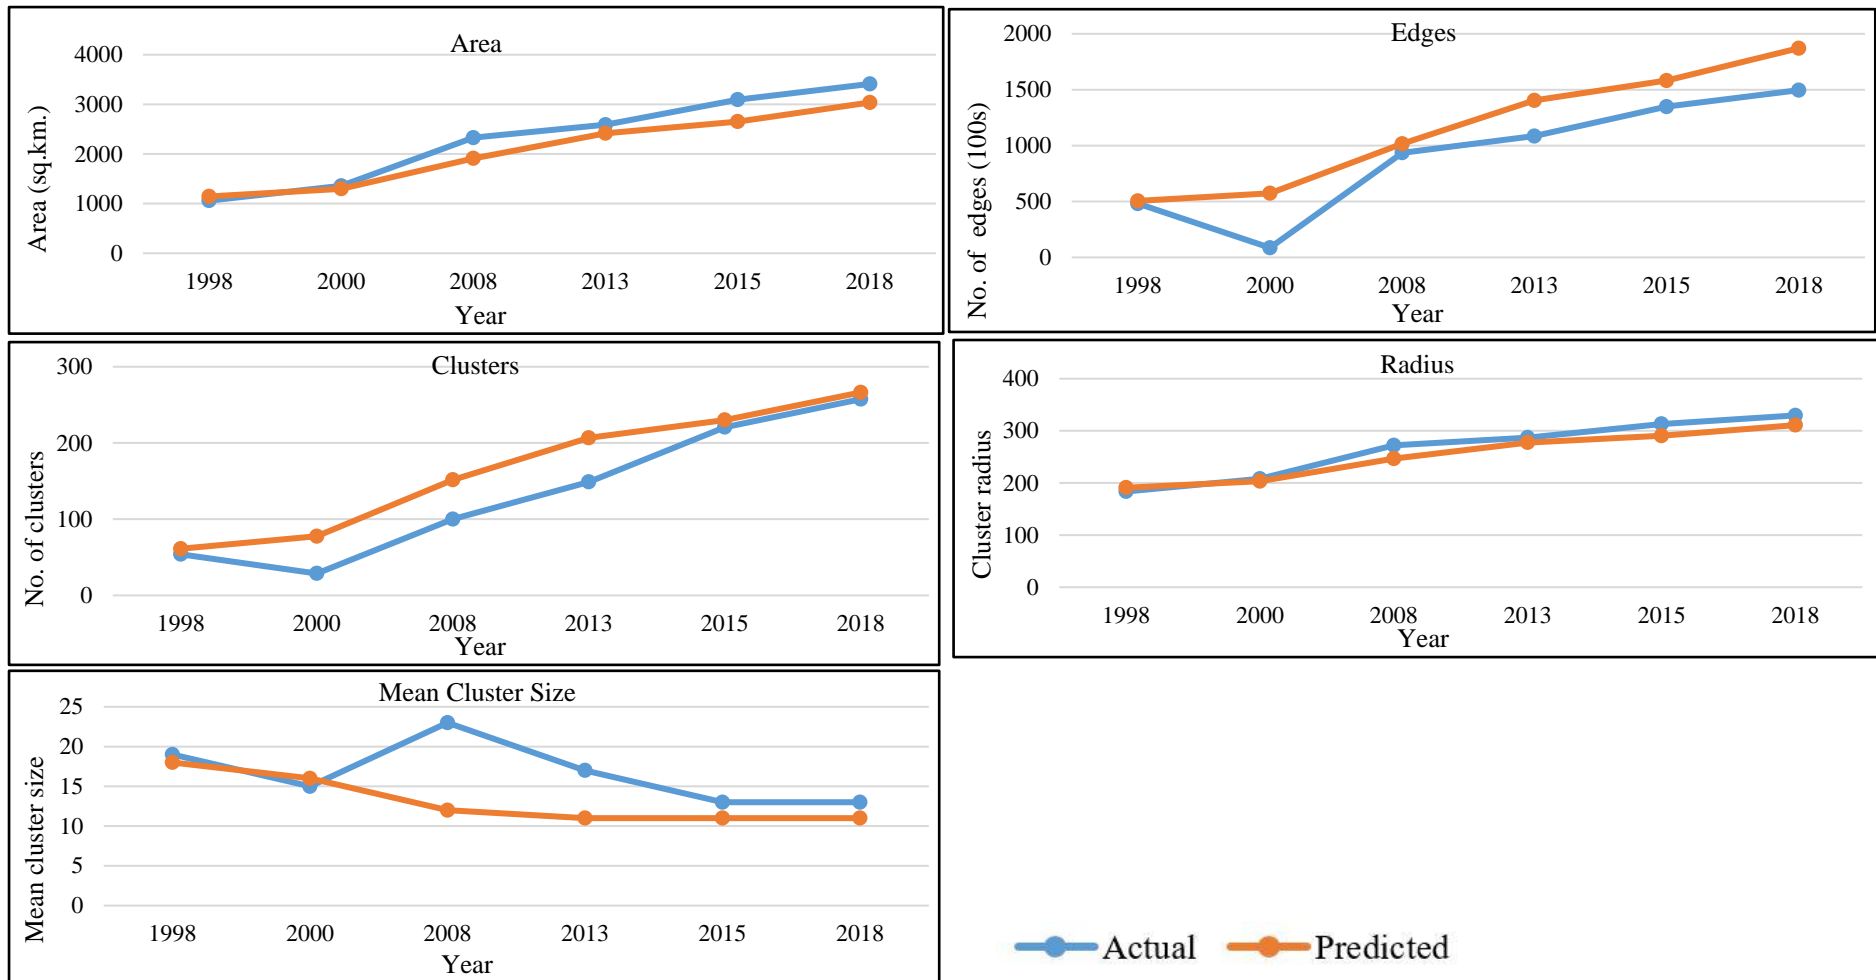 Area
4000
3000
2000
1000
0
Area (sq.km.)
1998 2000 2008 2013 2015 2018
Year
Edges
2000
1500
1000
500
0
No. of edges (100s)
1998 2000 2008 2013 2015 2018
Year
Clusters
300
200
100
0
No. of clusters
1998 2000 2008 2013 2015 2018
Year
Radius
400
300
200
100
0
Cluster radius
1998 2000 2008 2013 2015 2018
Year
Mean Cluster Size
25
20
15
10
5
0
Mean cluster size
1998 2000 2008 2013 2015 2018
Year
Actual Predicted